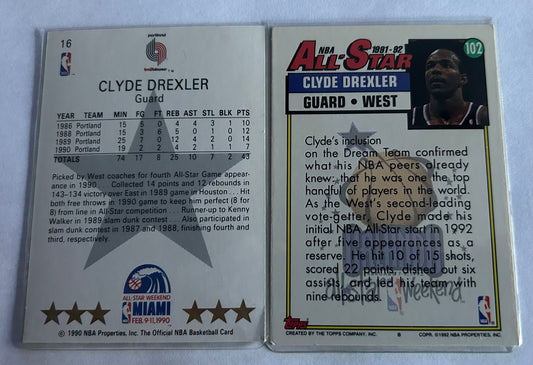 16
portland
trailblazers
CLYDE DREXLER
Guard
YEAR TEAM MIN FG FT REB AST STL BLK PTS
1986 Portland 15 5 0 4 4 3 1 10
1988 Portland 15 3 6 5 0 1 0 12
1989 Portland 25 7 0 12 4 2 0 14
1990 Portland 19 2 2 4 2 1 1 7
TOTALS 74 17 8 25 10 7 2 43
Picked by West coaches for fourth All-Star Game
appearance in 1990. Collected 14 points and 12 rebounds in
143-134 victory over East in 1989 game in Houston . . . Hit
both free throws in 1990 game to keep him perfect (8 for
8) from line in All-Star competition . . . Runner-up to Kenny
Walker in 1989 slam dunk contest . . . Also participated in
slam dunk contest in 1987 and 1988, finishing fourth and
third, respectively.
ALL-STAR WEEKEND
MIAMI
FEB. 9-11, 1990
NBA
© 1990 NBA Properties, Inc. The Official NBA Basketball Card
NBA 1991-92
ALL-STAR
102
CLYDE DREXLER
GUARD • WEST
Clyde's inclusion
on the Dream Team confirmed
what his NBA peers already
knew: that he was one the top
handful of players in the world.
As the West's second-leading
vote-getter, Clyde made his
initial NBA All-Star start in 1992
after five appearances as a
reserve. He hit 10 of 15 shots,
scored 22 points, dished out six
assists, and led his team with
nine rebounds.
weekend
Topps
NBA
CREATED BY THE TOPPS COMPANY, INC. B COPR. ©1992 NBA PROPERTIES, INC.